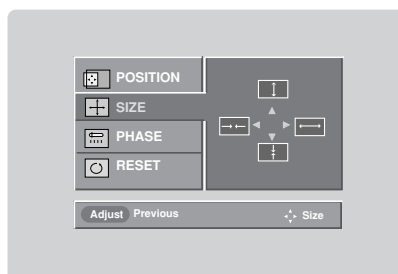 POSITION
SIZE
PHASE
RESET
Adjust Previous Size